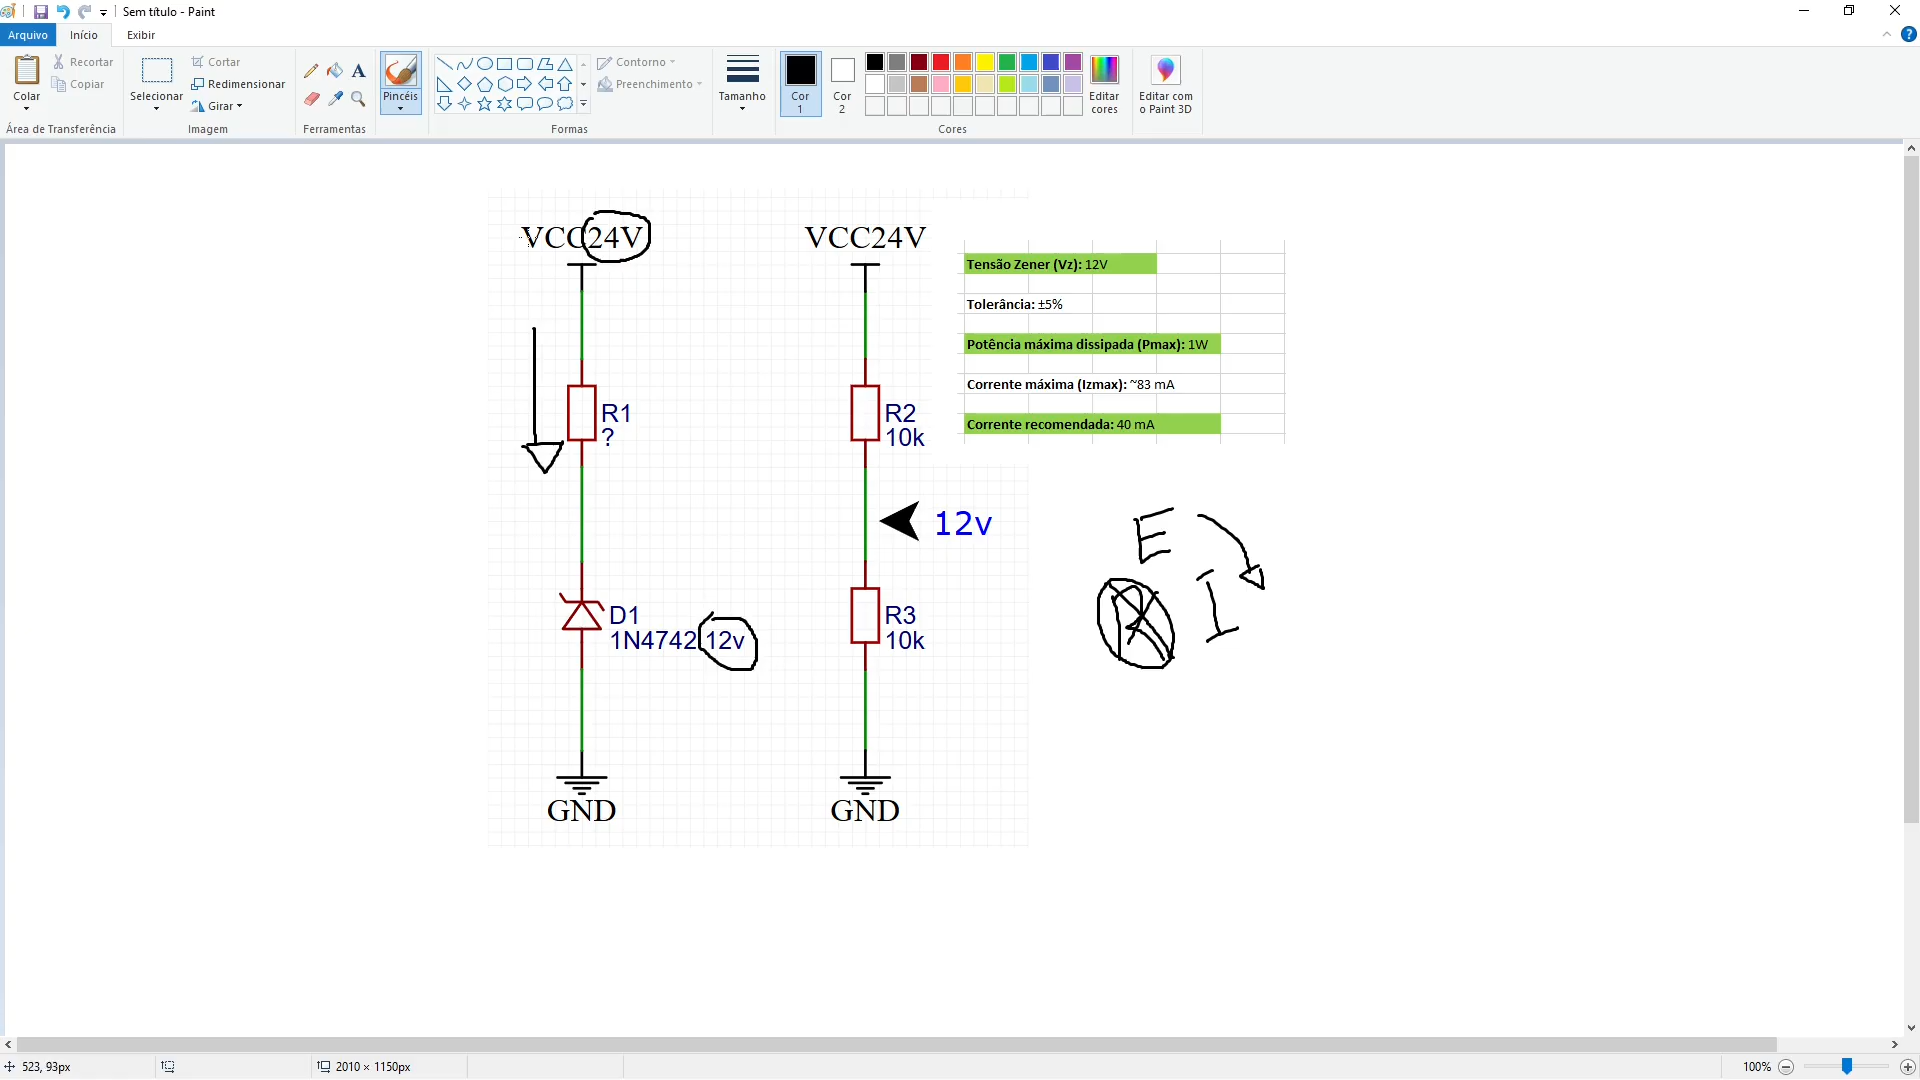 Sem título - Paint
Arquivo Início Exibir
Colar
Recortar
Copiar
Área de Transferência
Selecionar
Cortar
Redimensionar
Girar
Imagem
A
Ferramentas
Pincéis
Contorno
Preenchimento
Formas
Tamanho
Cor
1
Cor
2
Editar
cores
Cores
Editar com
o Paint 3D
VCC24V
R1
?
D1
1N4742 12v
GND
VCC24V
R2
10k
12v
R3
10k
GND
Tensão Zener (Vz): 12V
Tolerância: ±5%
Potência máxima dissipada (Pmax): 1W
Corrente máxima (Izmax): ~83 mA
Corrente recomendada: 40 mA
E
R I
523, 93px
2010 × 1150px
100%